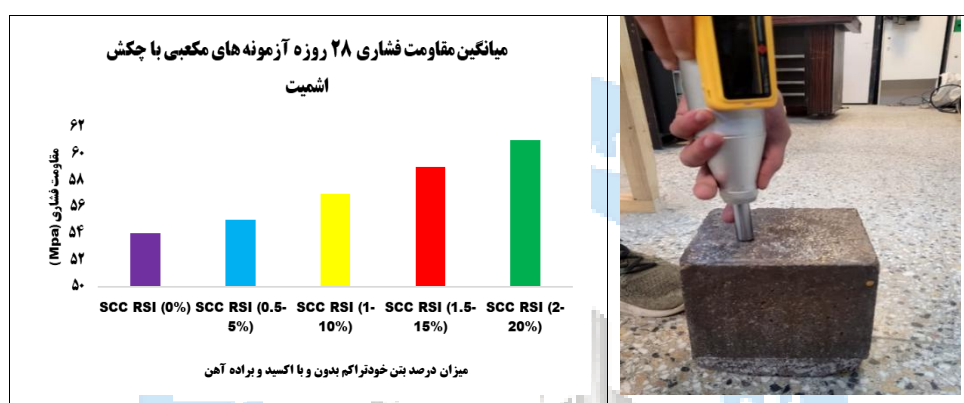 میانگین مقاومت فشاری ۲۸ روزه آزمونه های مکعبی با چکش
اشمیت
مقاومت فشاری (Mpa)
۶۲
۶۰
۵۸
۵۶
۵۴
۵۲
۵۰
SCC RSI (0%) SCC RSI (0.5- SCC RSI (1- SCC RSI (1.5- SCC RSI (2-
5%) 10%) 15%) 20%)
میزان درصد بتن خودتراکم بدون و با اکسید و براده آهن